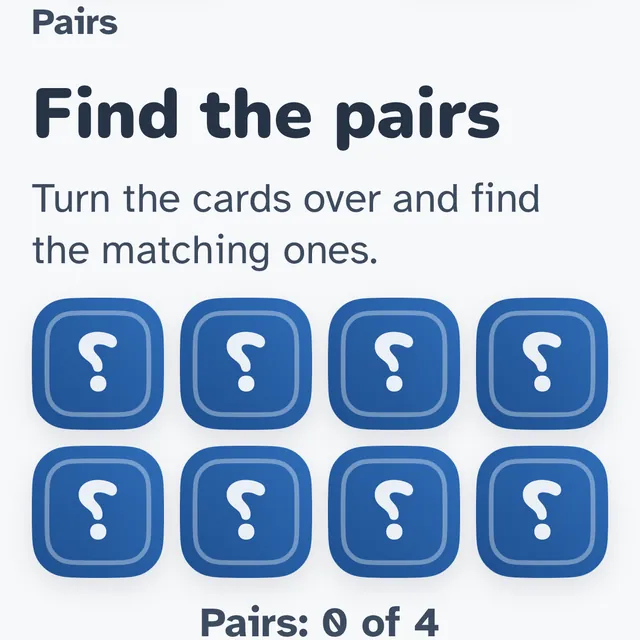 Pairs
Find the pairs
Turn the cards over and find
the matching ones.
⸮ ⸮ ⸮ ⸮
⸮ ⸮ ⸮ ⸮
Pairs: 0 of 4